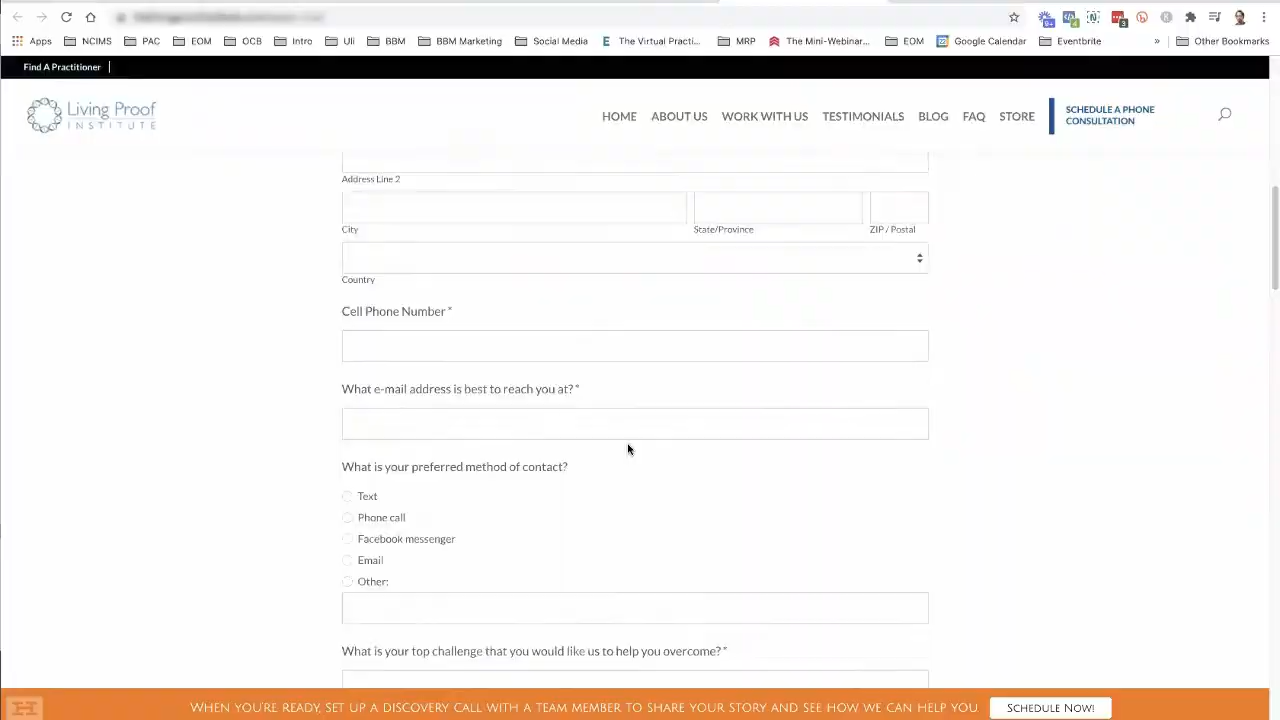 Apps NCIMS PAC EOM OCB Intro Uli BBM BBM Marketing Social Media E The Virtual Practi... MRP The Mini-Webinar... EOM Google Calendar Eventbrite » Other Bookmarks
Find A Practitioner
Living Proof
INSTITUTE
HOME ABOUT US WORK WITH US TESTIMONIALS BLOG FAQ STORE
SCHEDULE A PHONE
CONSULTATION
Address Line 2
City State/Province ZIP / Postal
Country
Cell Phone Number *
What e-mail address is best to reach you at? *
What is your preferred method of contact?
Text
Phone call
Facebook messenger
Email
Other:
What is your top challenge that you would like us to help you overcome? *
WHEN YOU'RE READY, SET UP A DISCOVERY CALL WITH A TEAM MEMBER TO SHARE YOUR STORY AND SEE HOW WE CAN HELP YOU SCHEDULE NOW!